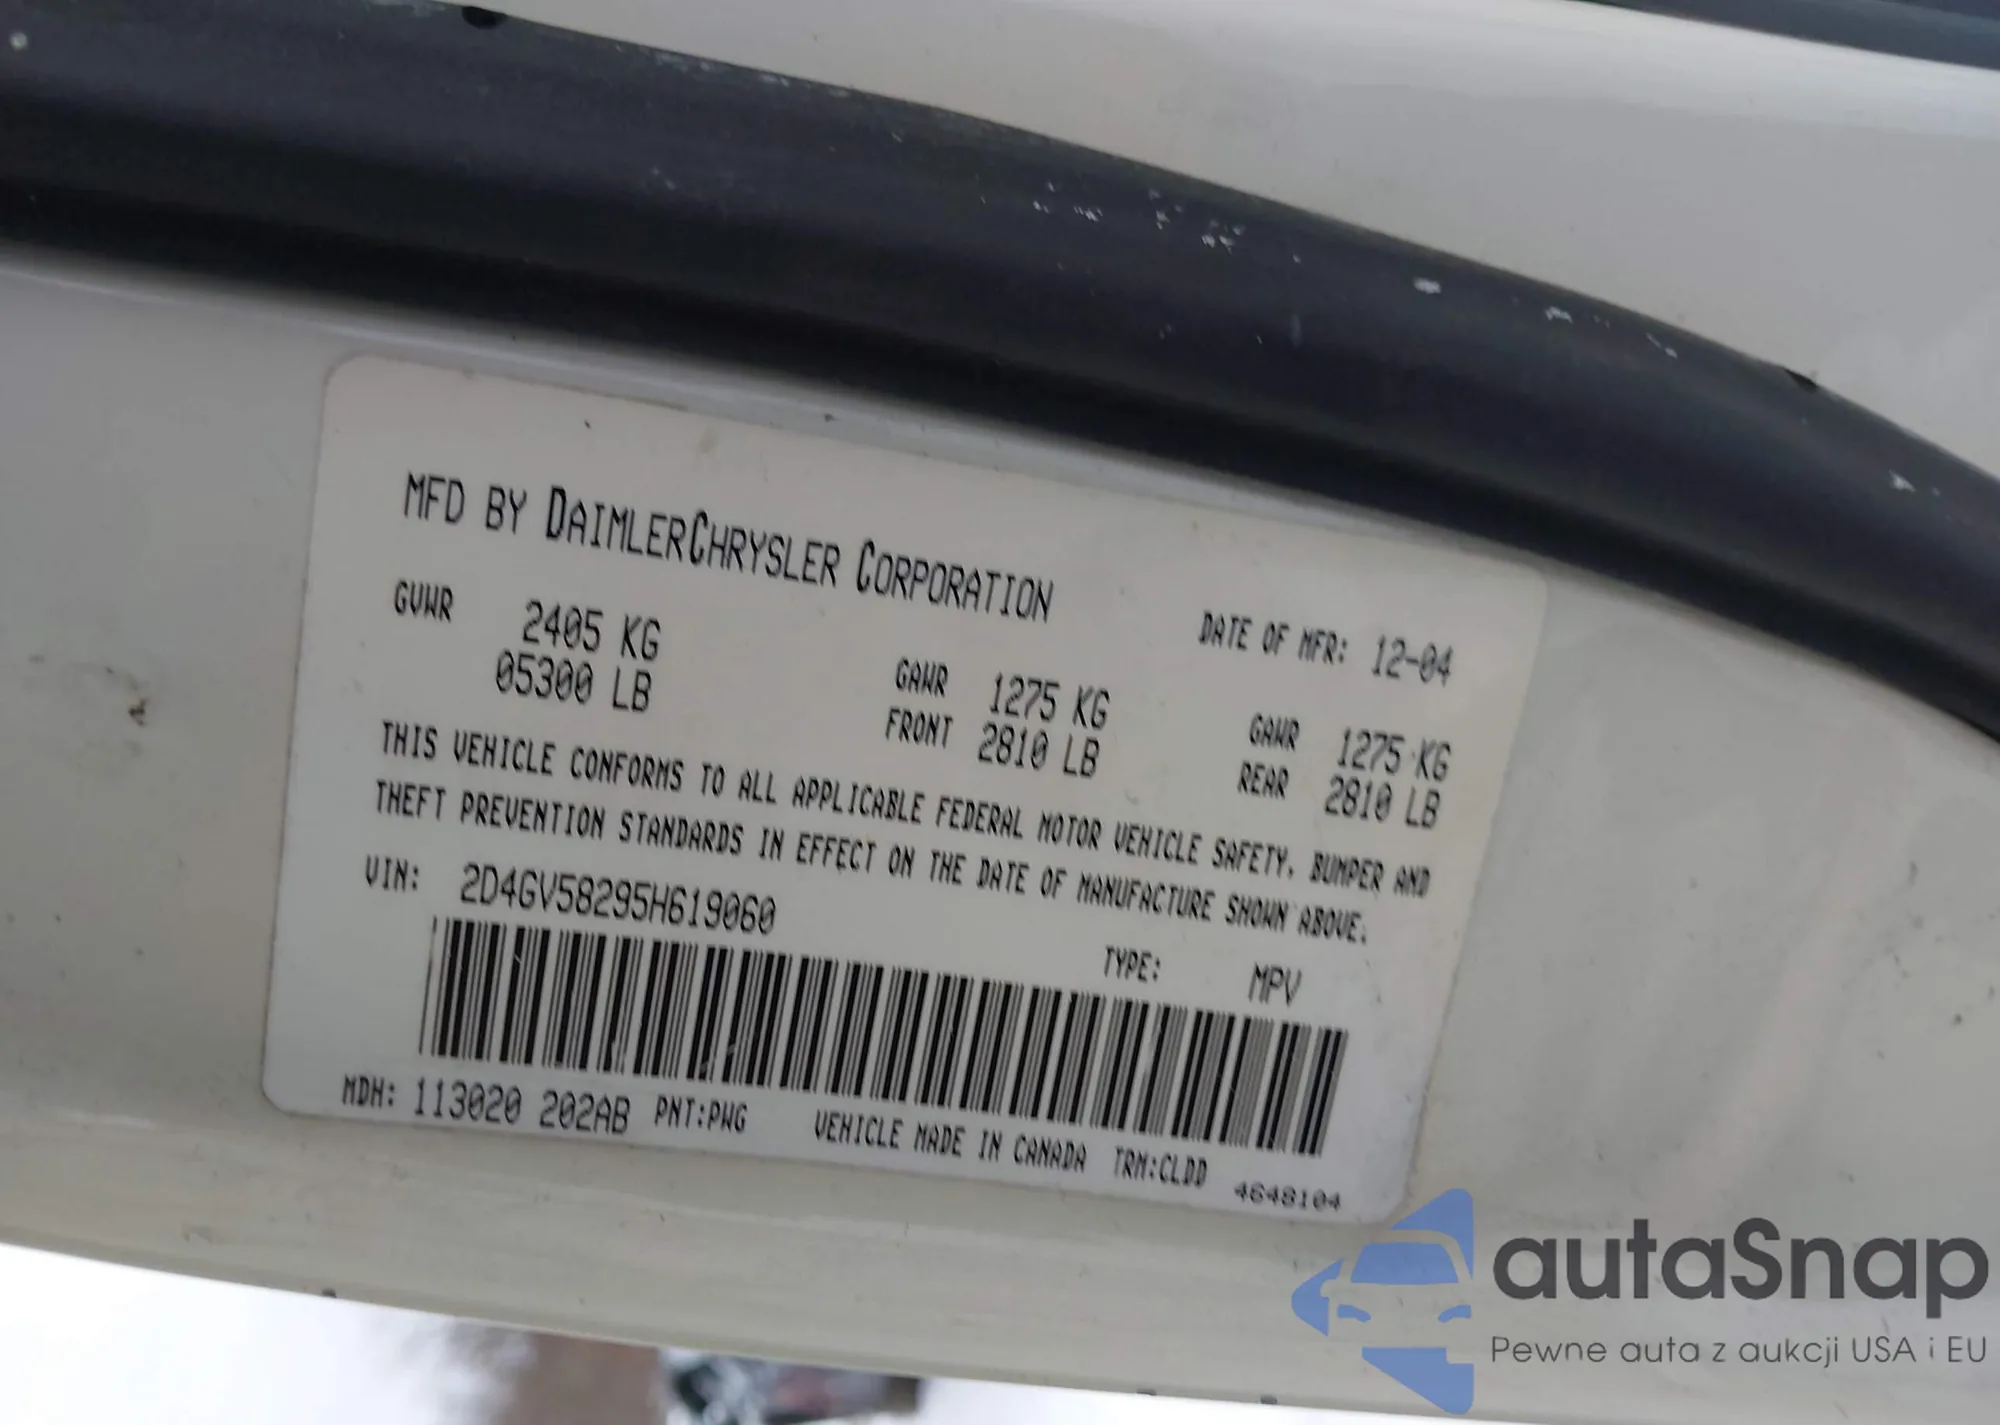 MFD BY DAIMLERCHRYSLER CORPORATION
DATE OF MFR: 12-04
GVWR 2405 KG
05300 LB
GAWR 1275 KG
FRONT 2810 LB
GAWR 1275 KG
REAR 2810 LB
THIS VEHICLE CONFORMS TO ALL APPLICABLE FEDERAL MOTOR VEHICLE SAFETY, BUMPER AND
THEFT PREVENTION STANDARDS IN EFFECT ON THE DATE OF MANUFACTURE SHOWN ABOVE.
VIN: 2D4GV58295H619060
TYPE: MPV
MDH: 113020 202AB PNT:PWG VEHICLE MADE IN CANADA TRM:CLDD 4648104
autaSnap
Pewne auta z aukcji USA i EU